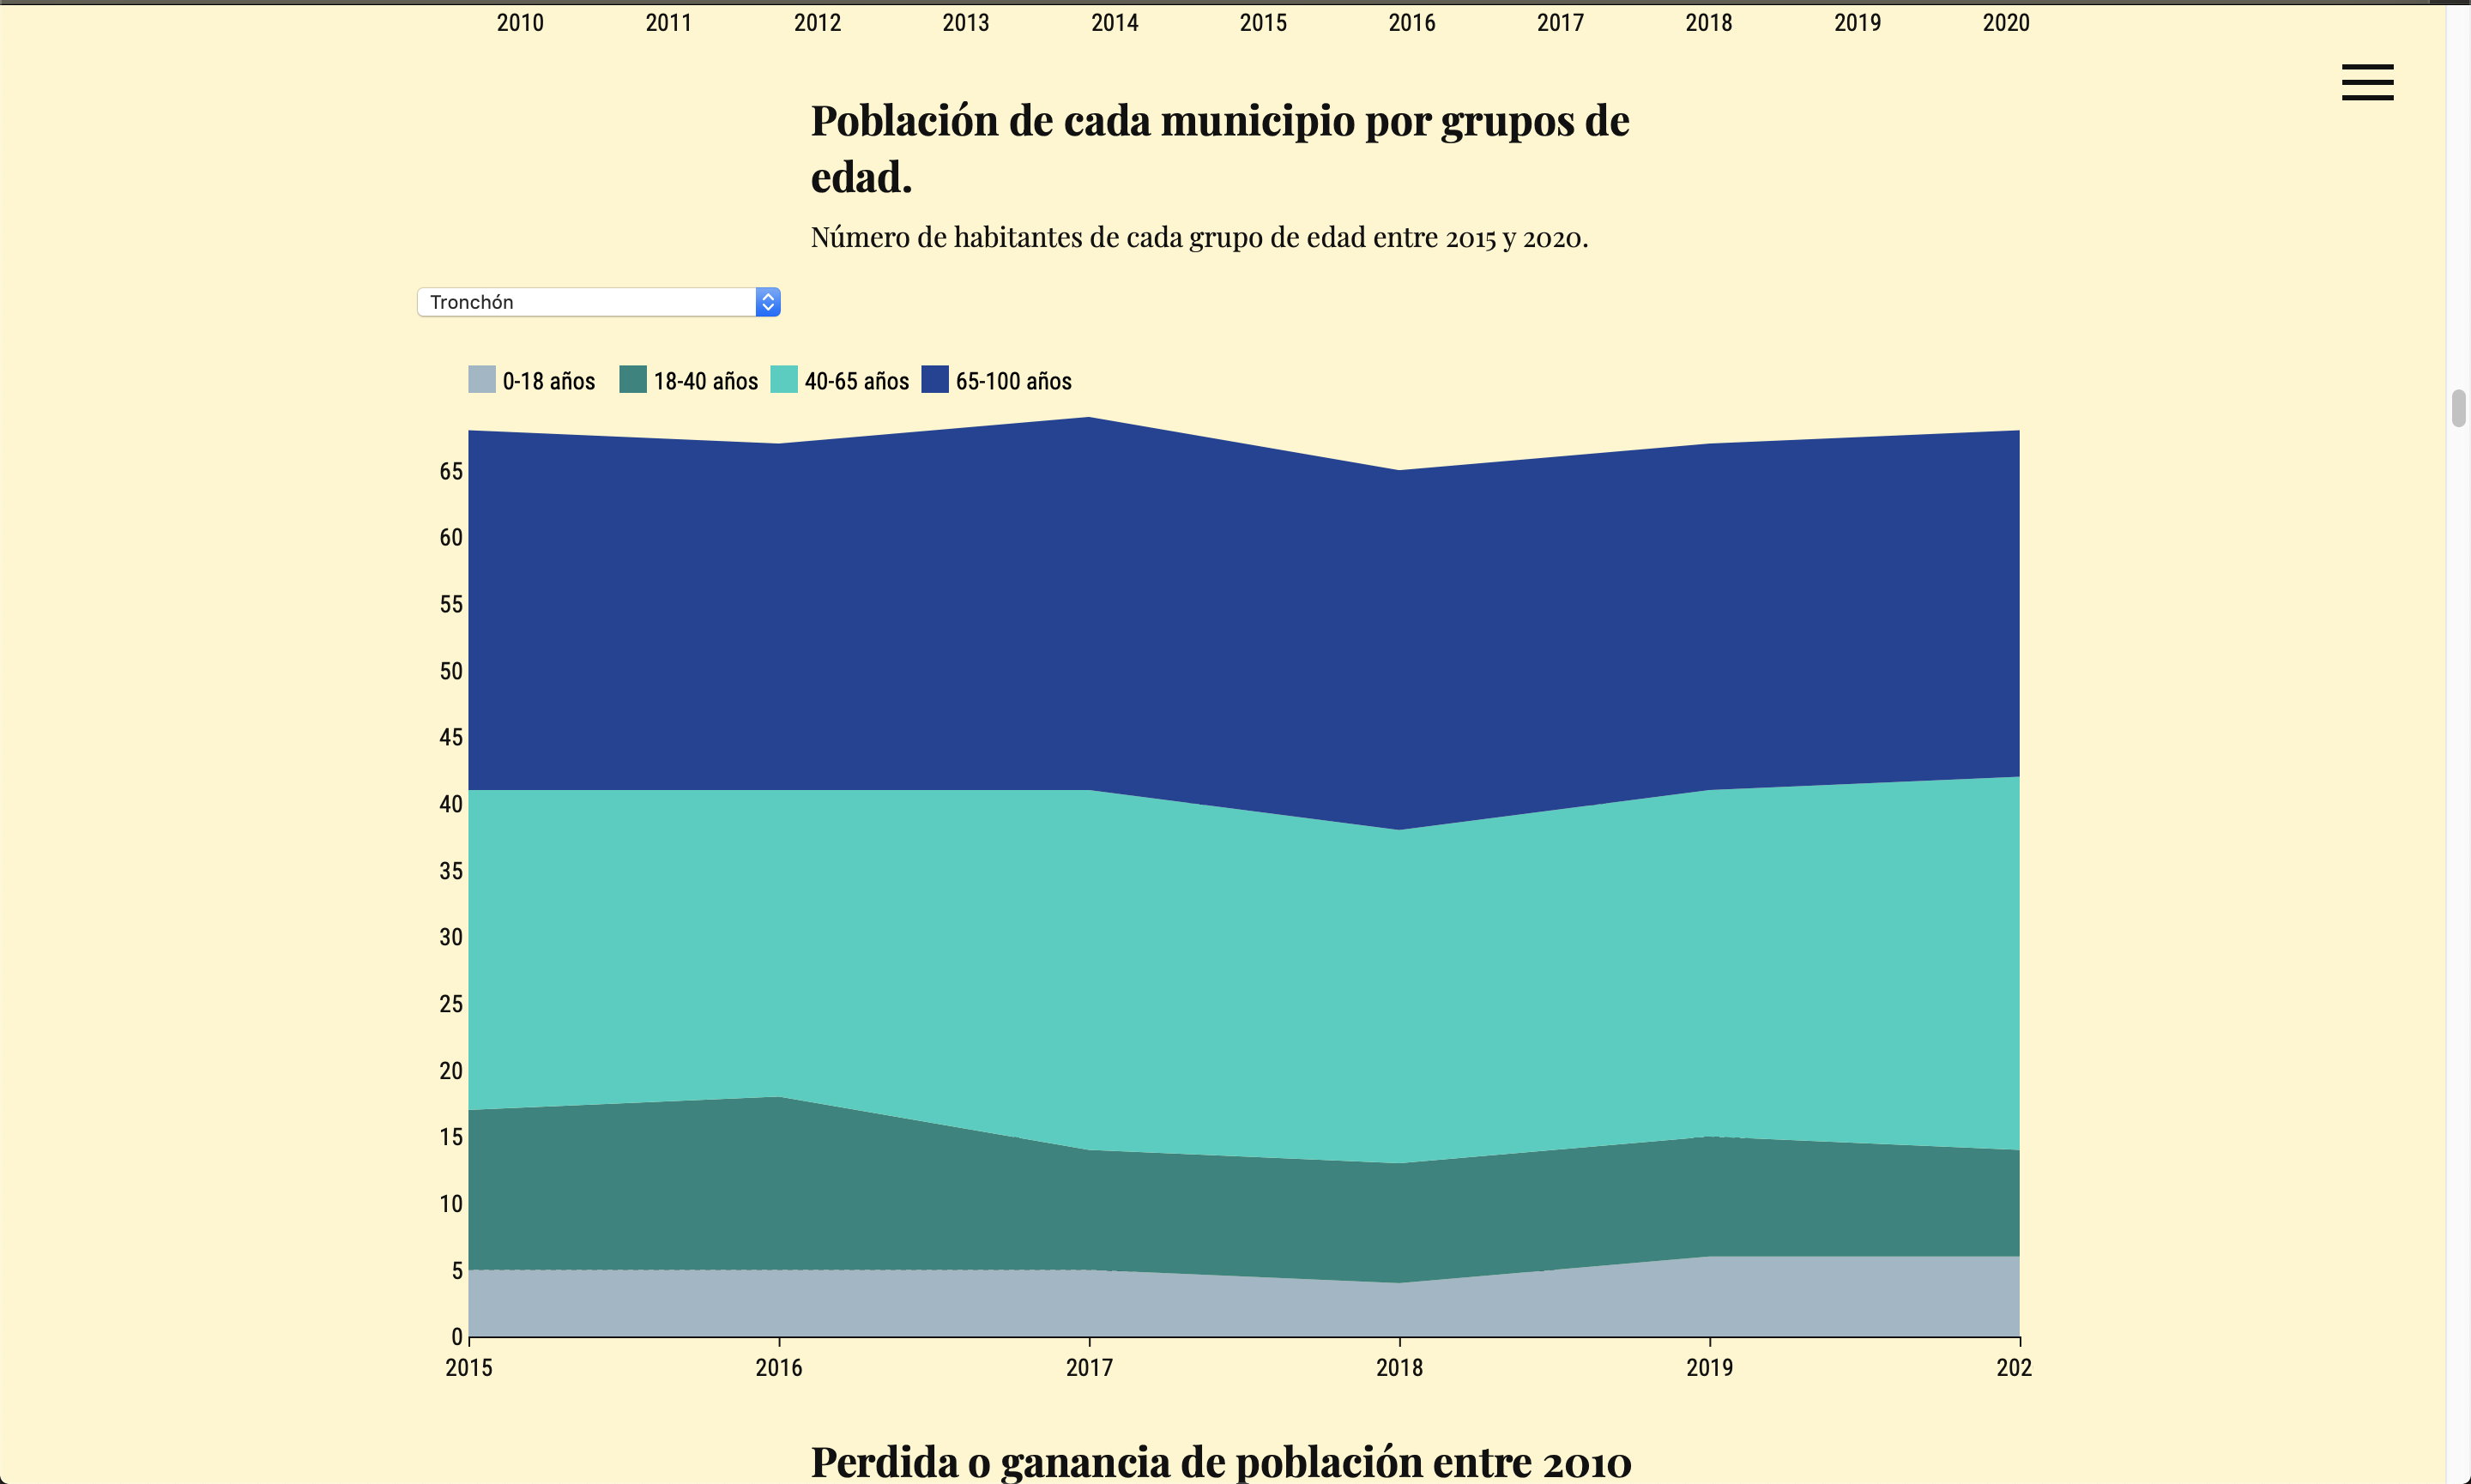 2010 2011 2012 2013 2014 2015 2016 2017 2018 2019 2020
Población de cada municipio por grupos de
edad.
Número de habitantes de cada grupo de edad entre 2015 y 2020.
Tronchón
0-18 años 18-40 años 40-65 años 65-100 años
65
60
55
50
45
40
35
30
25
20
15
10
5
0
2015 2016 2017 2018 2019 202
Perdida o ganancia de población entre 2010